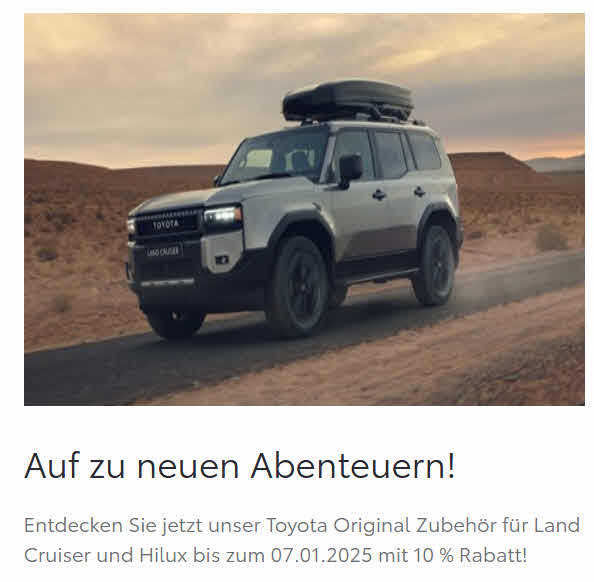 TOYOTA
LAND CRUISER
Auf zu neuen Abenteuern!
Entdecken Sie jetzt unser Toyota Original Zubehör für Land
Cruiser und Hilux bis zum 07.01.2025 mit 10 % Rabatt!